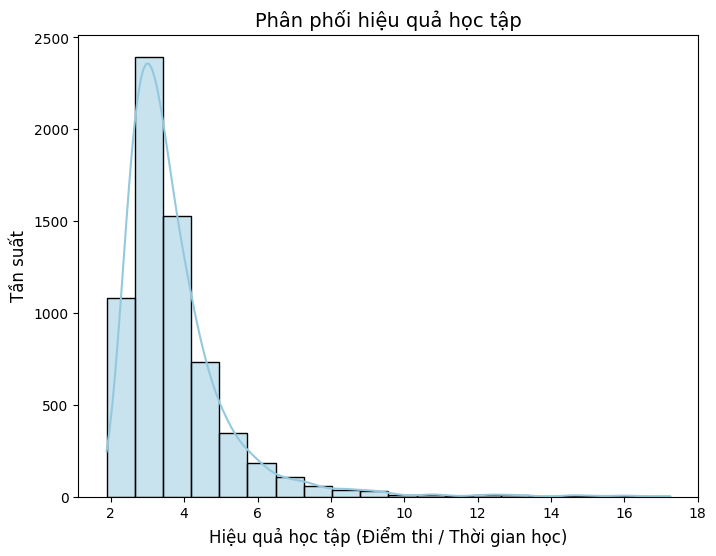 Phân phối hiệu quả học tập
2500
2000
1500
1000
500
0
Tần suất
2 4 6 8 10 12 14 16 18
Hiệu quả học tập (Điểm thi / Thời gian học)